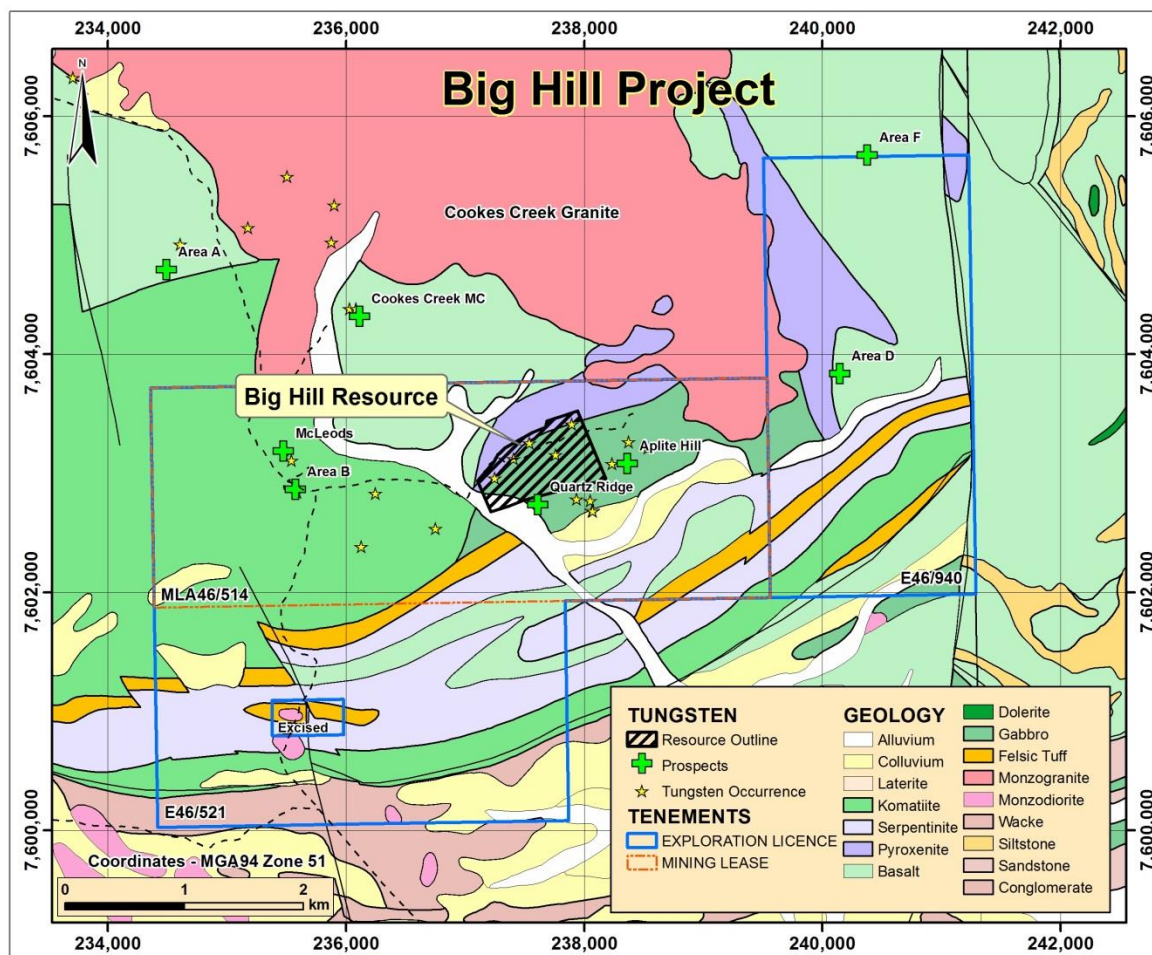 234,000
236,000
238,000
240,000
242,000
N
Big Hill Project
7,606,000
7,606,000
Area F
Cookes Creek Granite
Area A
Cookes Creek MC
7,604,000
Area D
7,604,000
Big Hill Resource
McLeods
Aplite Hill
Area B
Quartz Ridge
7,602,000
MLA46/514
E46/940
7,602,000
Excised
E46/521
7,600,000
7,600,000
Coordinates - MGA94 Zone 51
0 1 2
km
TUNGSTEN
Resource Outline
Prospects
Tungsten Occurrence
TENEMENTS
EXPLORATION LICENCE
MINING LEASE
GEOLOGY
Alluvium
Colluvium
Laterite
Komatiite
Serpentinite
Pyroxenite
Basalt
Dolerite
Gabbro
Felsic Tuff
Monzogranite
Monzodiorite
Wacke
Siltstone
Sandstone
Conglomerate
234,000
236,000
238,000
240,000
242,000